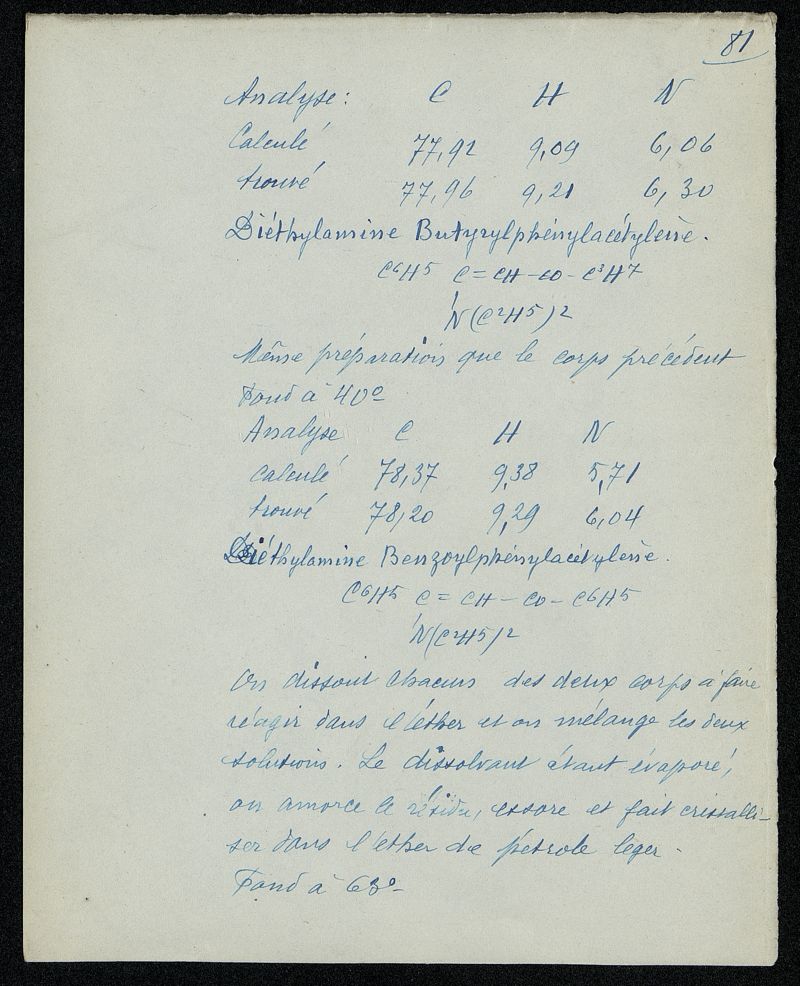 81
Analyse: C H N
Calculé 77,92 9,09 6,06
trouvé 77,96 9,21 6,30
Diéthylamine Butyrylphénylacétylène.
C6H5 C = CH - CO - C3H7
N(C2H5)2
Même préparation que le corps précédent
Fond à 40°
Analyse C H N
calculé 78,37 9,38 5,71
trouvé 78,20 9,29 6,04
Diéthylamine Benzoylphénylacétylène.
C6H5 C = CH - CO - C6H5
N(C2H5)2
On dissout chacun des deux corps à faire
réagir dans l'éther et on mélange les deux
solutions. Le dissolvant étant évaporé,
on amorce le résidu, essore et fait cristalli-
ser dans l'éther de pétrole léger.
Fond à 63°